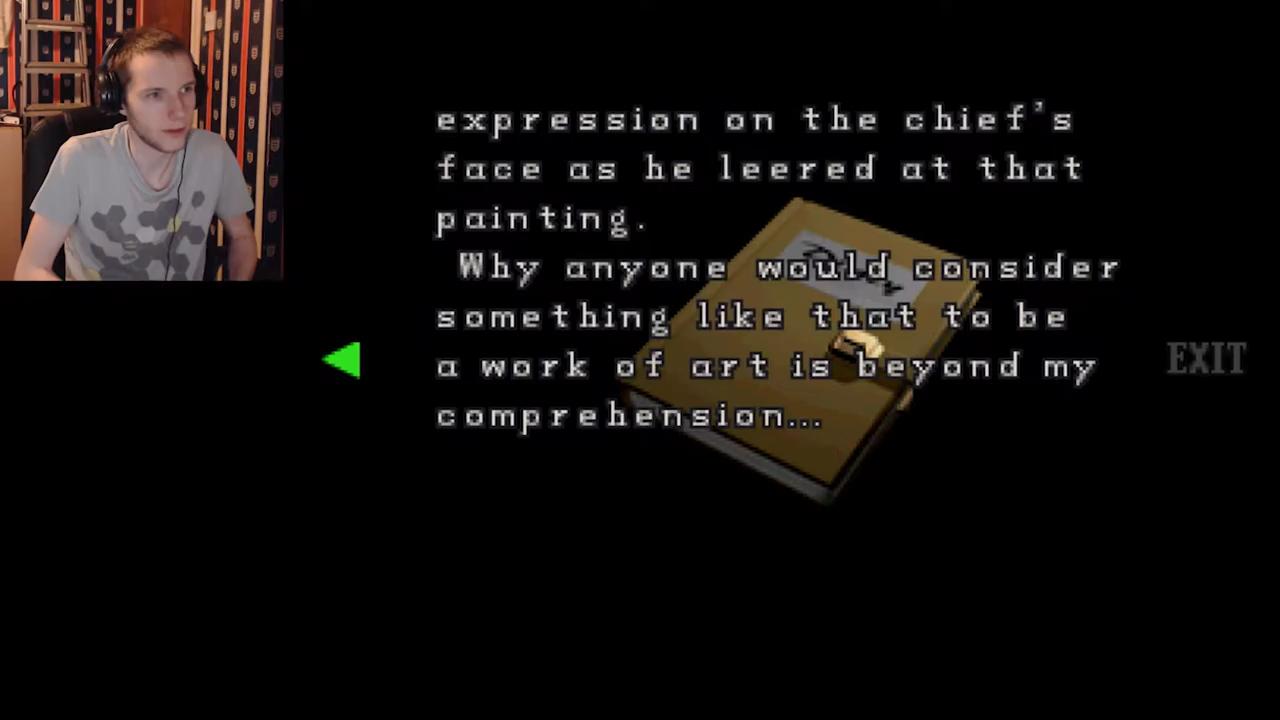 expression on the chief's
face as he leered at that
painting.
Why anyone would consider
something like that to be
a work of art is beyond my
comprehension...
Diary
EXIT